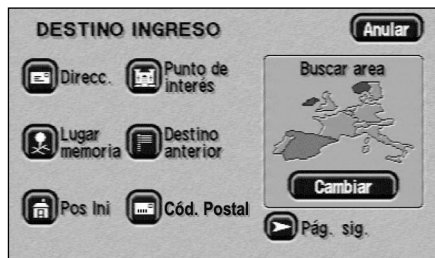 DESTINO INGRESO
Anular
Direcc.
Punto de
interés
Buscar area
Lugar
memoria
Destino
anterior
Cambiar
Pos Ini
Cód. Postal
Pág. sig.